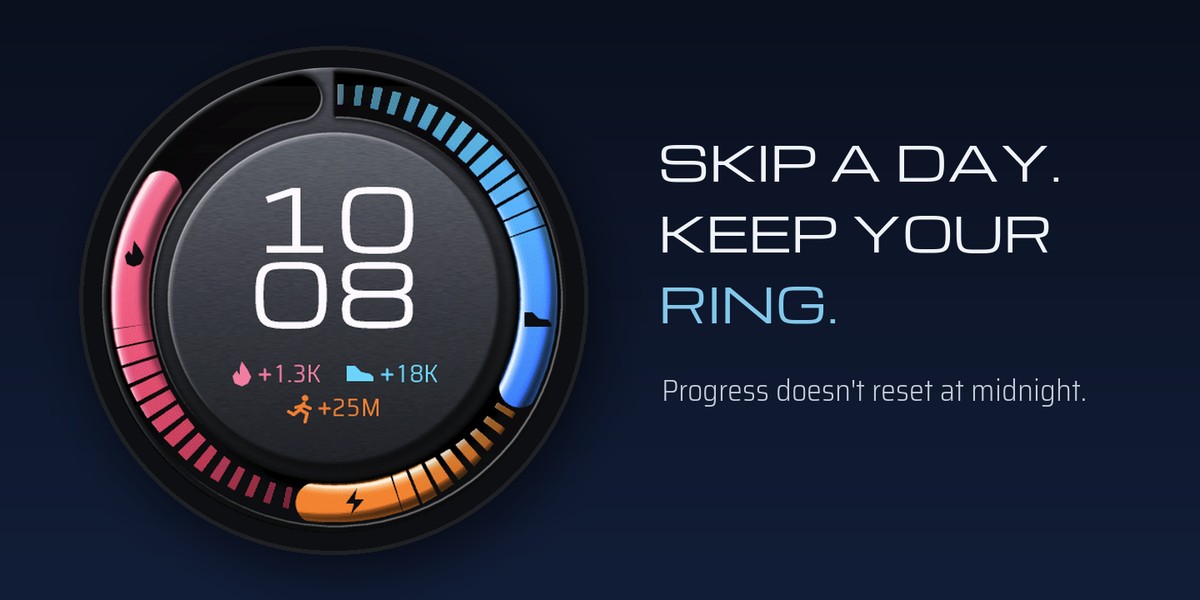 10
08
+1.3K +18K
+25M
SKIP A DAY.
KEEP YOUR
RING.
Progress doesn't reset at midnight.